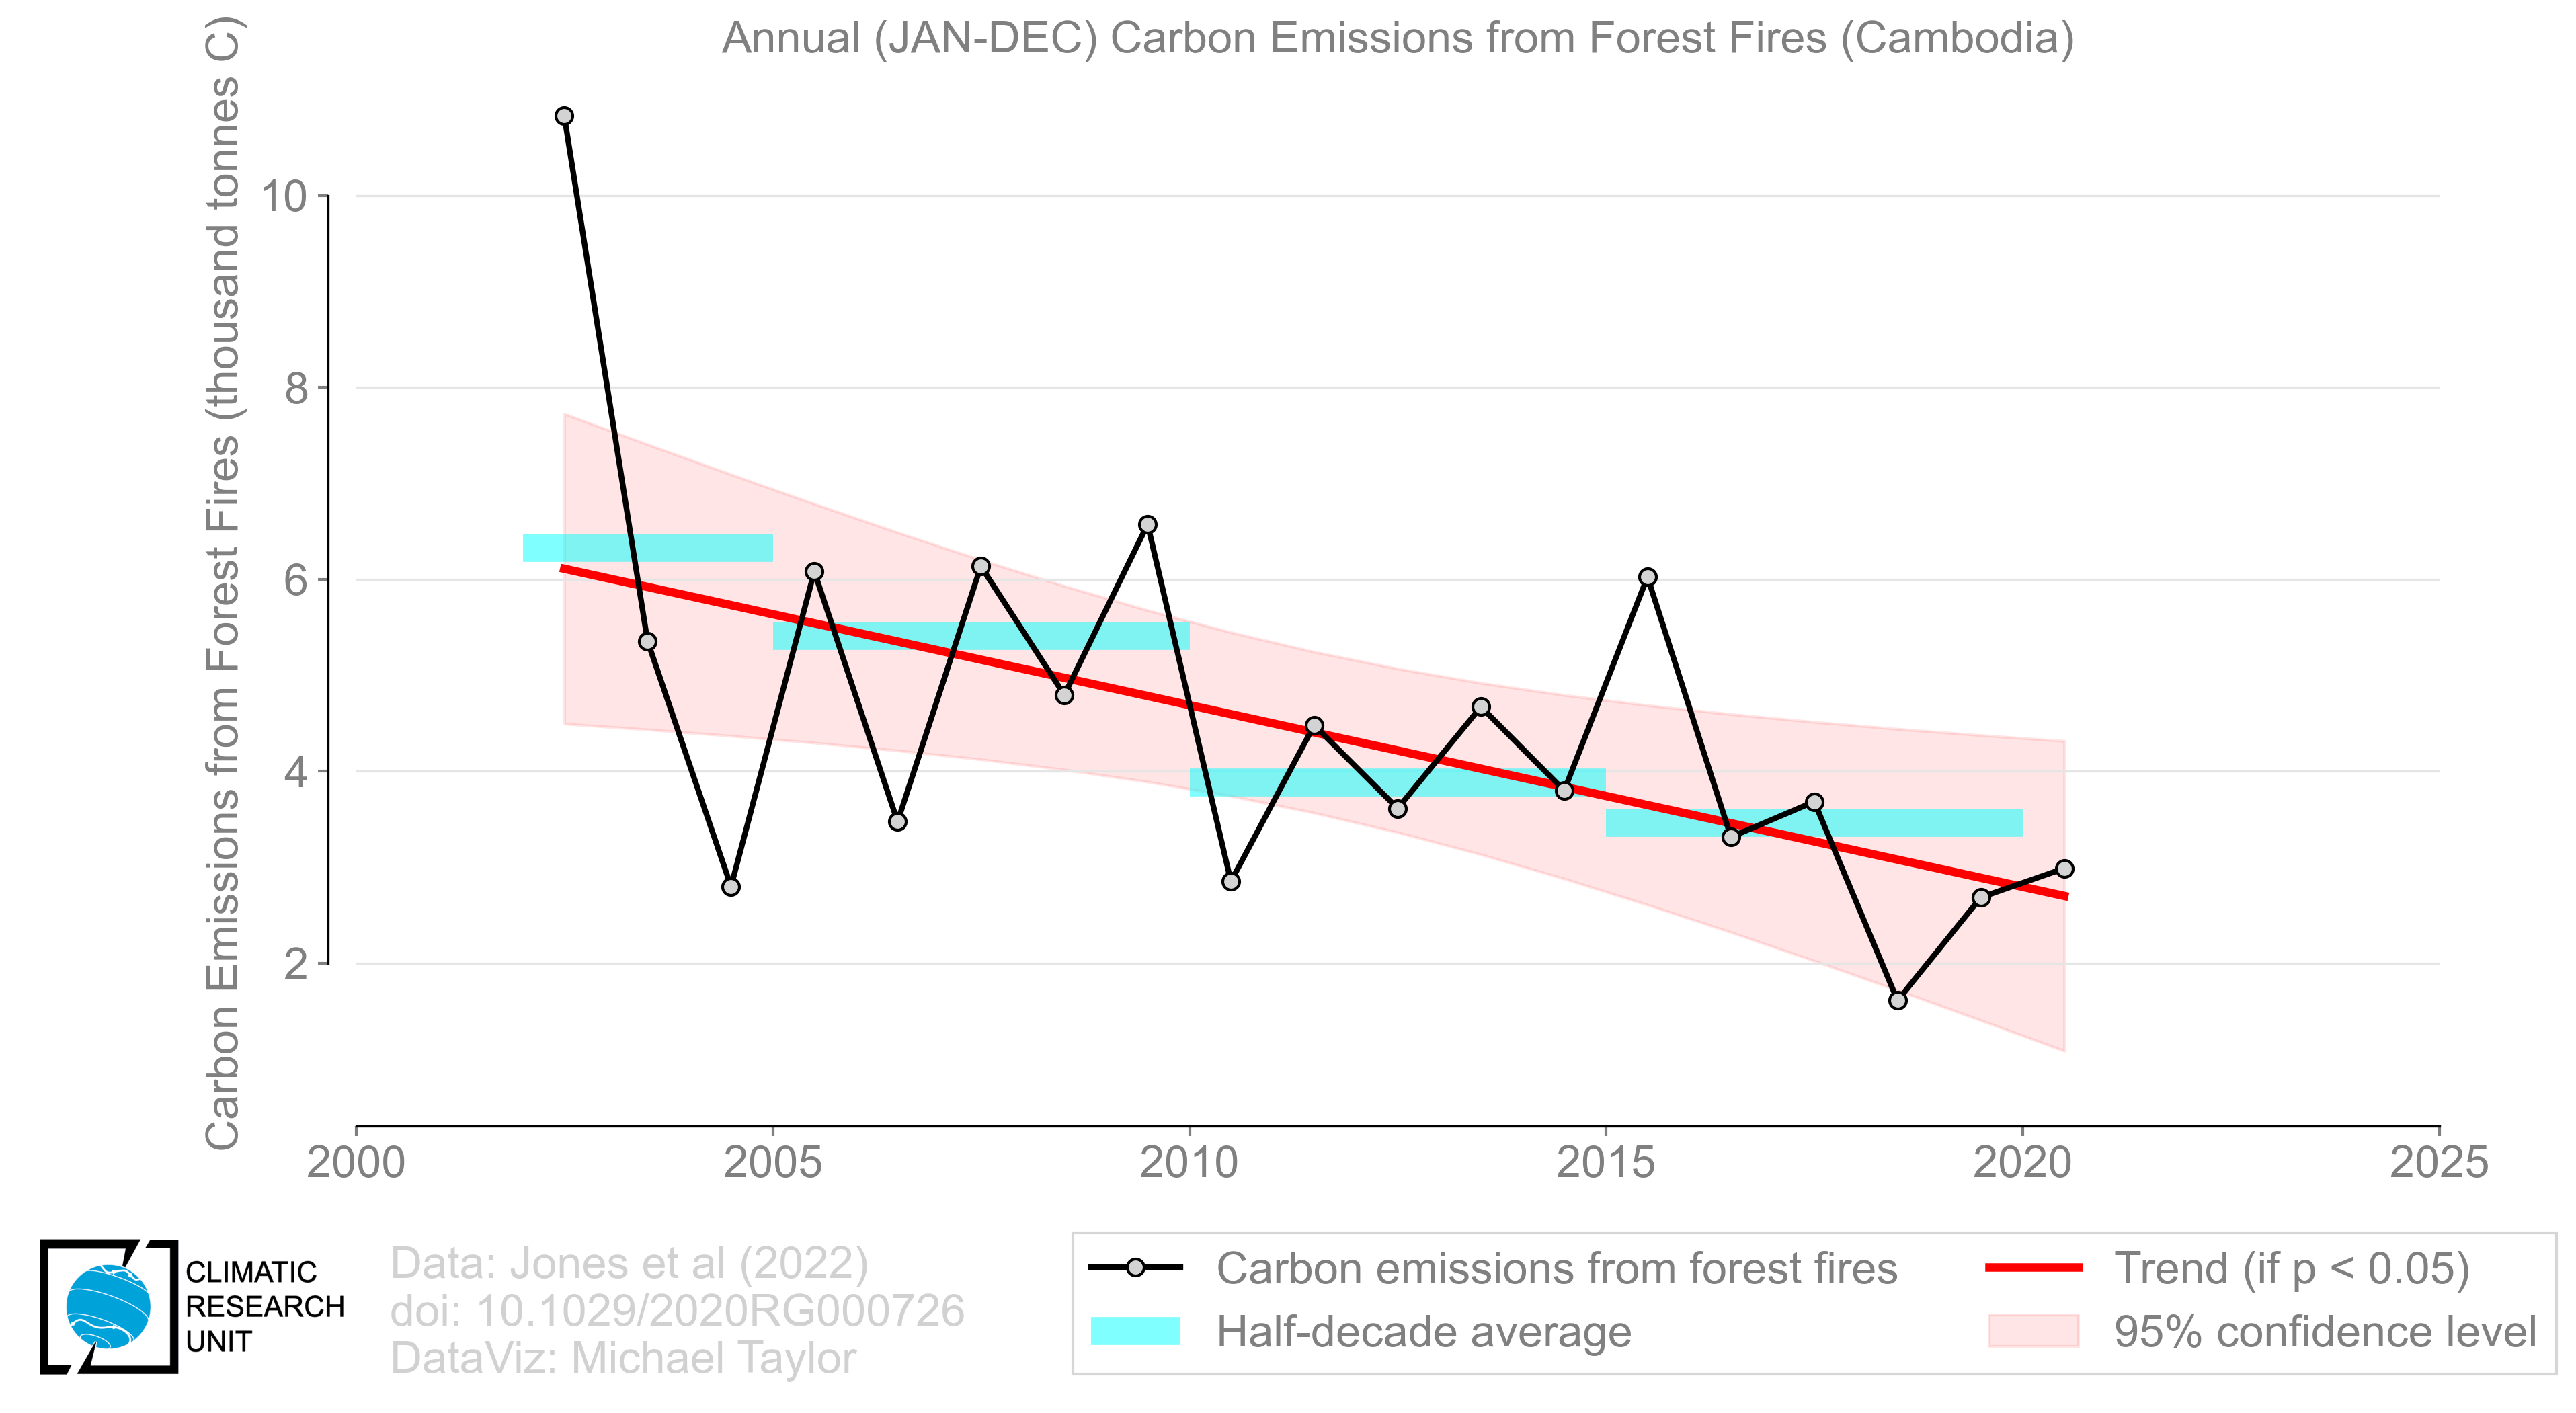 Annual (JAN-DEC) Carbon Emissions from Forest Fires (Cambodia)
Carbon Emissions from Forest Fires (thousand tonnes C)
10
8
6
4
2
2000 2005 2010 2015 2020 2025
CLIMATIC
RESEARCH
UNIT
Data: Jones et al (2022)
doi: 10.1029/2020RG000726
DataViz: Michael Taylor
Carbon emissions from forest fires
Half-decade average
Trend (if p < 0.05)
95% confidence level